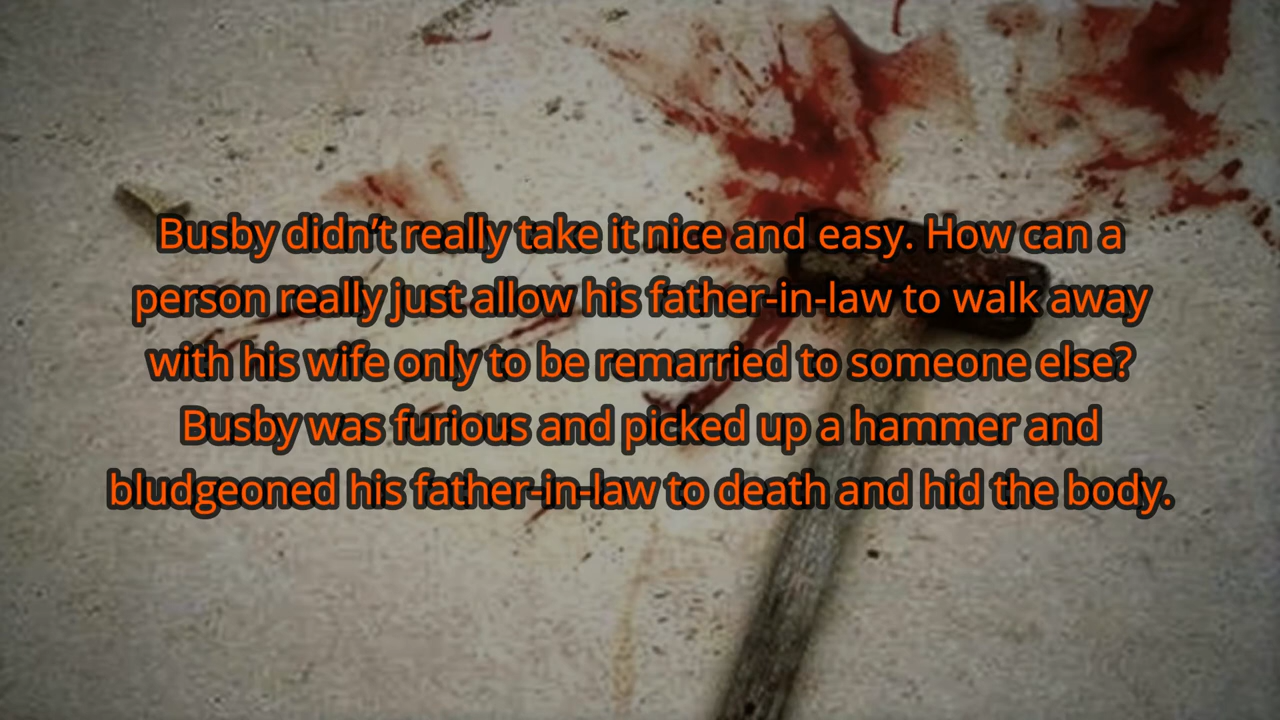 Busby didn’t really take it nice and easy. How can a
person really just allow his father-in-law to walk away
with his wife only to be remarried to someone else?
Busby was furious and picked up a hammer and
bludgeoned his father-in-law to death and hid the body.